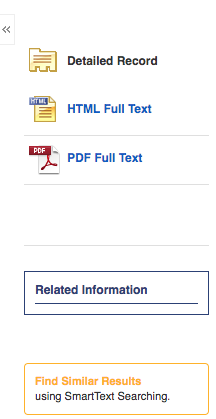 «
Detailed Record
HTML
HTML Full Text
PDF
PDF Full Text
Related Information
Find Similar Results
using SmartText Searching.